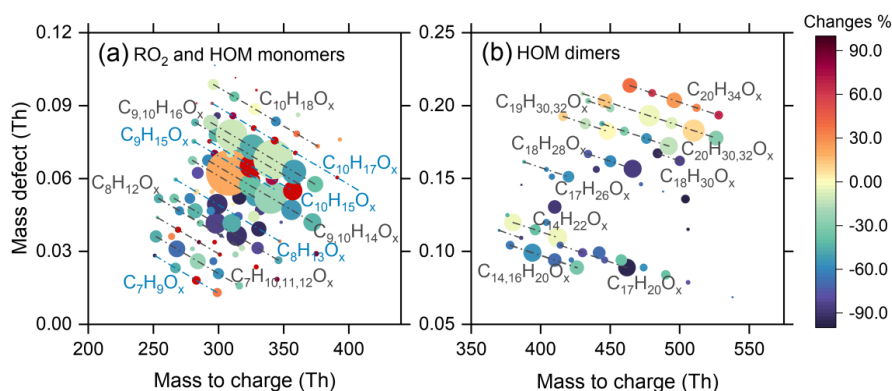 Changes %
(a) RO₂ and HOM monomers
(b) HOM dimers
0.12
0.09
0.06
0.03
0.00
Mass defect (Th)
C₉,₁₀H₁₆Oₓ
C₁₀H₁₈Oₓ
C₉H₁₅Oₓ
C₁₀H₁₇Oₓ
C₈H₁₂Oₓ
C₁₀H₁₅Oₓ
C₉,₁₀H₁₄Oₓ
C₈H₁₃Oₓ
C₇H₉Oₓ
C₇H₁₀,₁₁,₁₂Oₓ
200
250
300
350
400
Mass to charge (Th)
0.25
0.20
0.15
0.10
0.05
C₁₉H₃₀,₃₂Oₓ
C₂₀H₃₄Oₓ
C₁₈H₂₈Oₓ
C₂₀H₃₀,₃₂Oₓ
C₁₇H₂₆Oₓ
C₁₈H₃₀Oₓ
C₁₄H₂₂Oₓ
C₁₄,₁₆H₂₀Oₓ
C₁₇H₂₀Oₓ
350
400
450
500
550
Mass to charge (Th)
90.0
60.0
30.0
0.00
-30.0
-60.0
-90.0